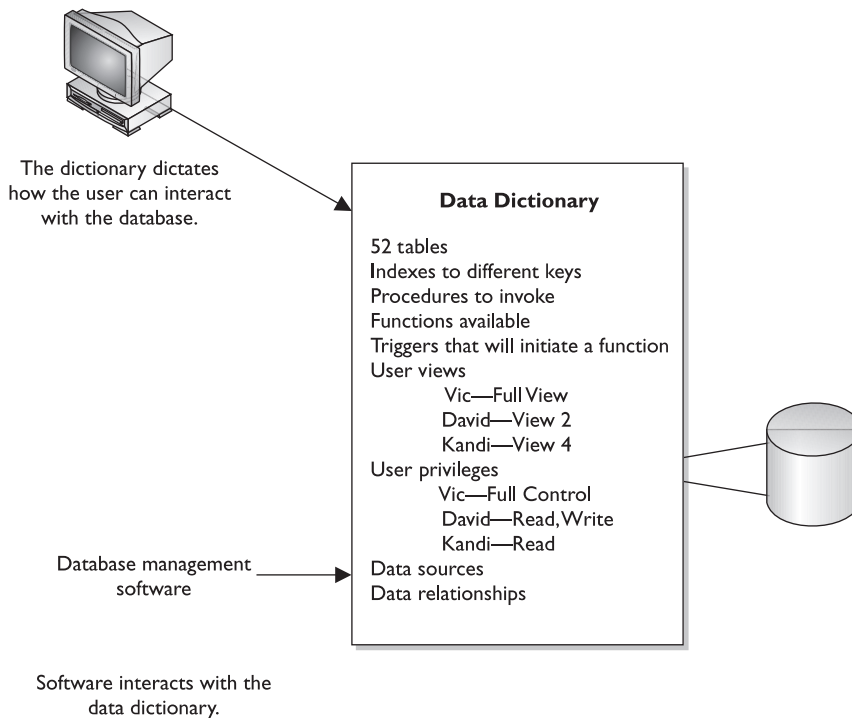 The dictionary dictates
how the user can interact
with the database.
Data Dictionary
52 tables
Indexes to different keys
Procedures to invoke
Functions available
Triggers that will initiate a function
User views
Vic—Full View
David—View 2
Kandi—View 4
User privileges
Vic—Full Control
David—Read, Write
Kandi—Read
Data sources
Data relationships
Database management
software
Software interacts with the
data dictionary.